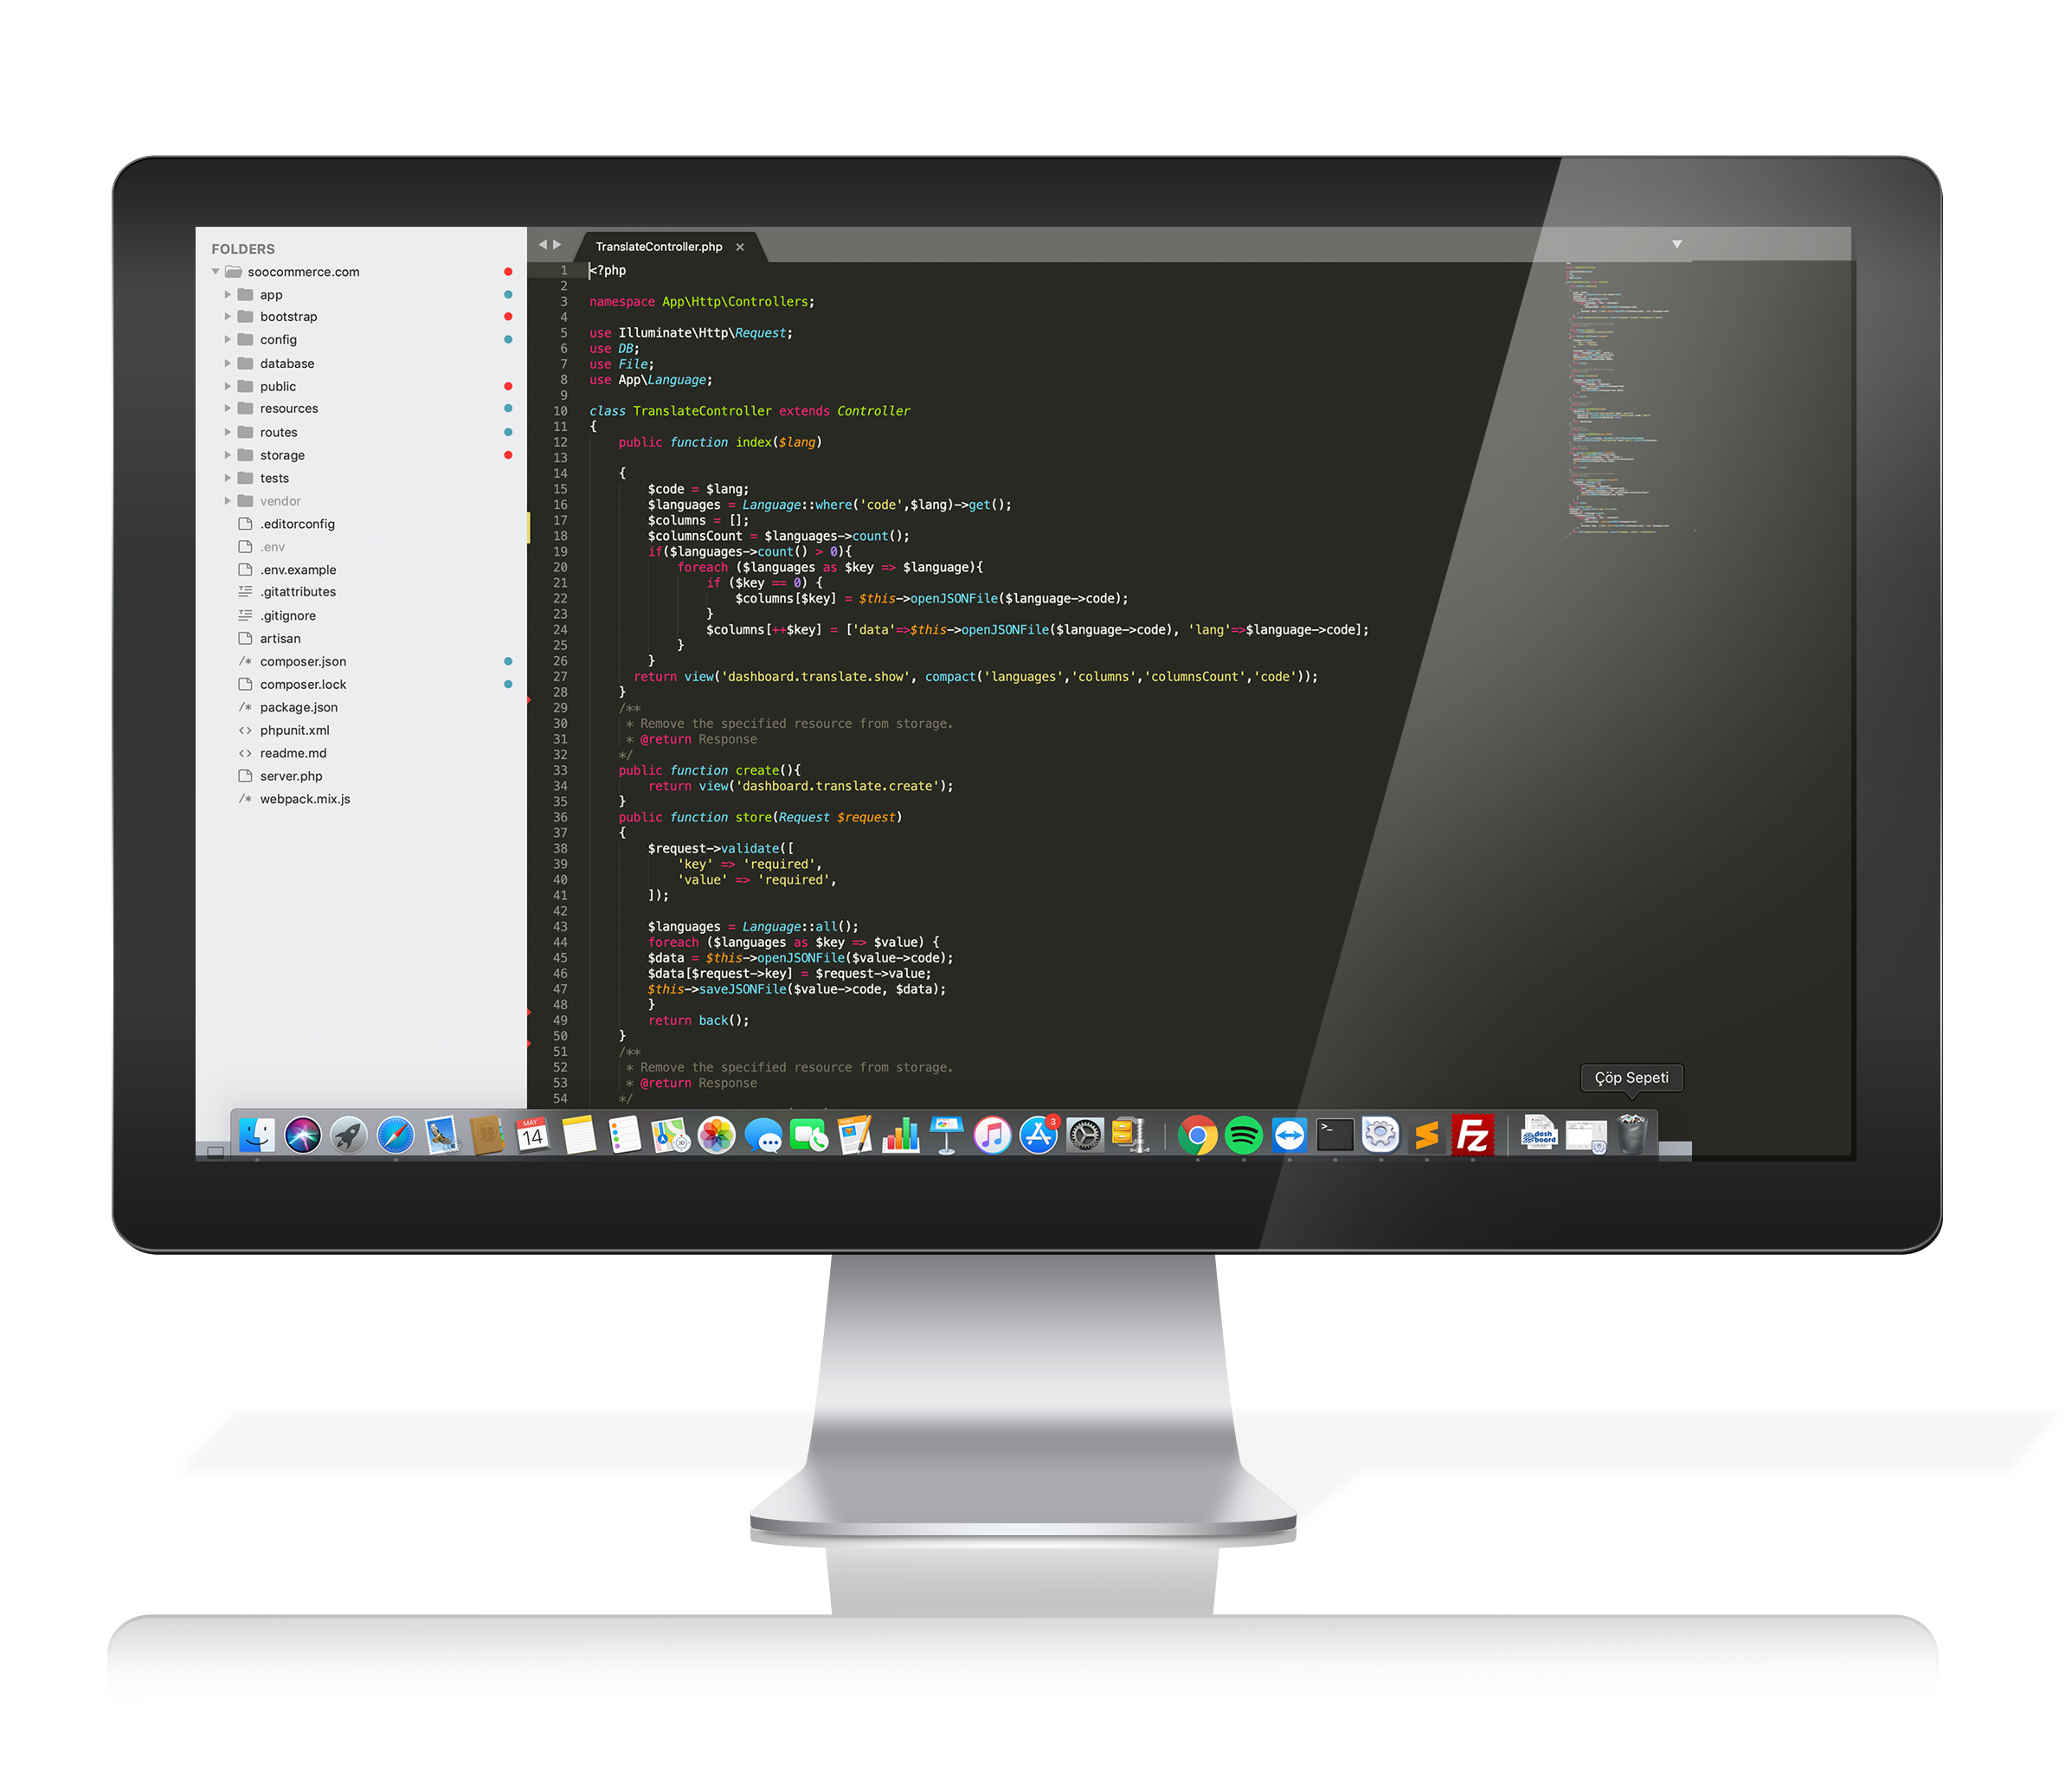 FOLDERS
soocommerce.com
app
bootstrap
config
database
public
resources
routes
storage
tests
vendor
.editorconfig
.env
.env.example
.gitattributes
.gitignore
artisan
/* composer.json
composer.lock
/* package.json
<> phpunit.xml
<> readme.md
server.php
/* webpack.mix.js
TranslateController.php ×
1 <?php
2
3 namespace App\Http\Controllers;
4
5 use Illuminate\Http\Request;
6 use DB;
7 use File;
8 use App\Language;
9
10 class TranslateController extends Controller
11 {
12 public function index($lang)
13
14 {
15 $code = $lang;
16 $languages = Language::where('code',$lang)->get();
17 $columns = [];
18 $columnsCount = $languages->count();
19 if($languages->count() > 0){
20 foreach ($languages as $key => $language){
21 if ($key == 0) {
22 $columns[$key] = $this->openJSONFile($language->code);
23 }
24 $columns[++$key] = ['data'=>$this->openJSONFile($language->code), 'lang'=>$language->code];
25 }
26 }
27 return view('dashboard.translate.show', compact('languages','columns','columnsCount','code'));
28 }
29 /**
30 * Remove the specified resource from storage.
31 * @return Response
32 */
33 public function create(){
34 return view('dashboard.translate.create');
35 }
36 public function store(Request $request)
37 {
38 $request->validate([
39 'key' => 'required',
40 'value' => 'required',
41 ]);
42
43 $languages = Language::all();
44 foreach ($languages as $key => $value) {
45 $data = $this->openJSONFile($value->code);
46 $data[$request->key] = $request->value;
47 $this->saveJSONFile($value->code, $data);
48 }
49 return back();
50 }
51 /**
52 * Remove the specified resource from storage.
53 * @return Response
54 */
Çöp Sepeti
MAY
14
3
>_
FZ
dash
board